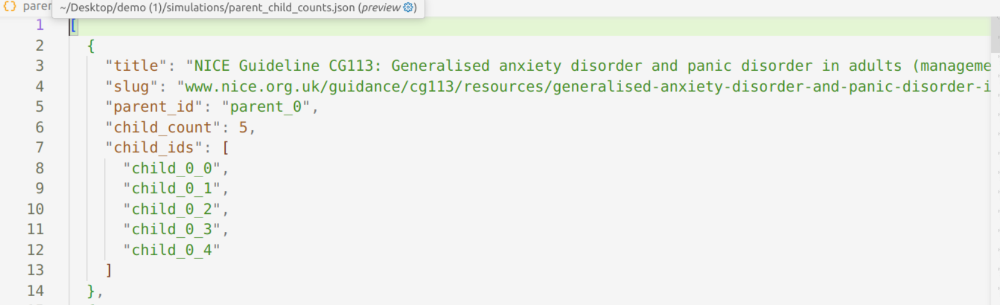 {} paren
~/Desktop/demo (1)/simulations/parent_child_counts.json (preview ⚙)
1 [
2 {
3 "title": "NICE Guideline CG113: Generalised anxiety disorder and panic disorder in adults (manageme
4 "slug": "www.nice.org.uk/guidance/cg113/resources/generalised-anxiety-disorder-and-panic-disorder-i
5 "parent_id": "parent_0",
6 "child_count": 5,
7 "child_ids": [
8 "child_0_0",
9 "child_0_1",
10 "child_0_2",
11 "child_0_3",
12 "child_0_4"
13 ]
14 },